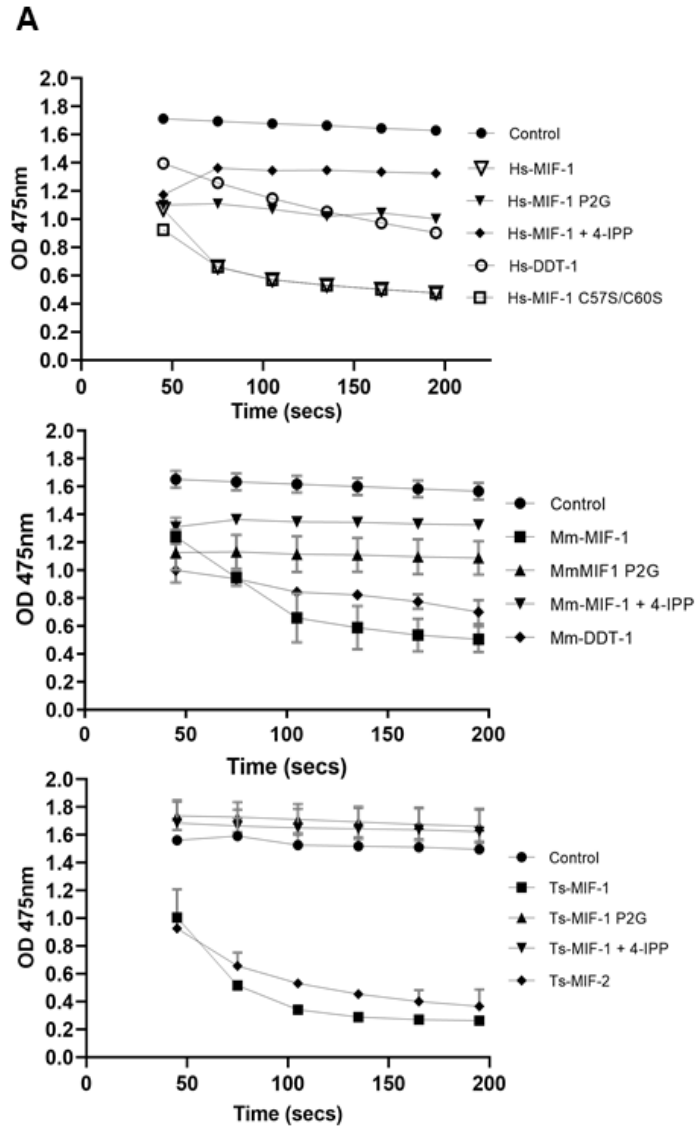 A
2.0
1.8
1.6
1.4
1.2
1.0
0.8
0.6
0.4
0.2
0.0
OD 475nm
0 50 100 150 200
Time (secs)
Control
Hs-MIF-1
Hs-MIF-1 P2G
Hs-MIF-1 + 4-IPP
Hs-DDT-1
Hs-MIF-1 C57S/C60S
2.0
1.8
1.6
1.4
1.2
1.0
0.8
0.6
0.4
0.2
0.0
OD 475nm
0 50 100 150 200
Time (secs)
Control
Mm-MIF-1
MmMIF1 P2G
Mm-MIF-1 + 4-IPP
Mm-DDT-1
2.0
1.8
1.6
1.4
1.2
1.0
0.8
0.6
0.4
0.2
0.0
OD 475nm
0 50 100 150 200
Time (secs)
Control
Ts-MIF-1
Ts-MIF-1 P2G
Ts-MIF-1 + 4-IPP
Ts-MIF-2